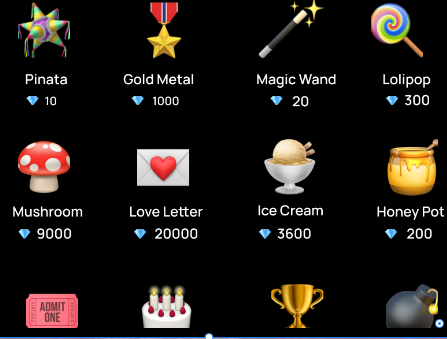 Pinata Gold Metal Magic Wand Lolipop
10 1000 20 300
Mushroom Love Letter Ice Cream Honey Pot
9000 20000 3600 200
ADMIT
ONE